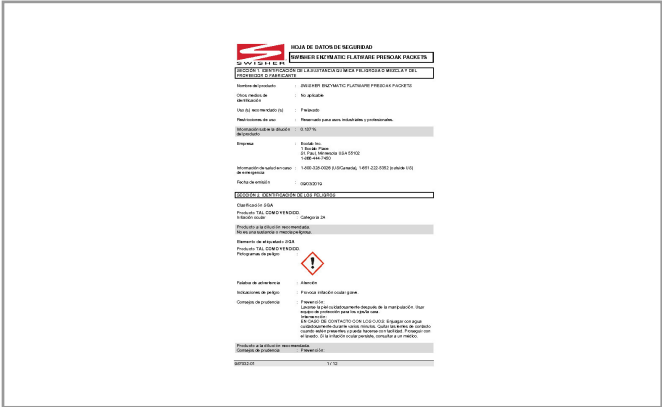 SWISHER
HOJA DE DATOS DE SEGURIDAD
SWISHER ENZYMATIC FLATWARE PRESOAK PACKETS
SECCIÓN 1. IDENTIFICACIÓN DE LA SUSTANCIA QUÍMICA PELIGROSA O MEZCLA Y DEL
PROVEEDOR O FABRICANTE
Nombre del producto : SWISHER ENZYMATIC FLATWARE PRESOAK PACKETS
Otros medios de : No aplicable
identificación
Uso(s) recomendado(s) : Prelavado
Restricciones de uso : Reservado para usos industriales y profesionales.
Información sobre la dilución : 0.187 %
del producto
Empresa : Ecolab Inc.
1 Ecolab Place
St. Paul, Minnesota USA 55102
Información de salud en caso : 1-800-328-0026 (US/Canada), 1-651-222-5352 (outside US)
de emergencia
Fecha de emisión :
SECCIÓN 2. IDENTIFICACIÓN DE LOS PELIGROS
Clasificación SGA
Producto TAL COMO VENDIDO
Irritación ocular : Categoría 2A
Producto a la dilución recomendada
No es una sustancia o mezcla peligrosa.
Elemento de etiquetado SGA
Producto TAL COMO VENDIDO
Pictogramas de peligro :
Palabra de advertencia : Atención
Indicaciones de peligro : Provoca irritación ocular grave.
Consejos de prudencia : Prevención:
Lavarse la piel cuidadosamente después de la manipulación. Usar
equipo de protección para los ojos/la cara.
Intervención:
EN CASO DE CONTACTO CON LOS OJOS: Enjuagar con agua
cuidadosamente durante varios minutos. Quitar las lentes de contacto
cuando estén presentes y pueda hacerse con facilidad. Proseguir con
el lavado. Si la irritación ocular persiste, consultar a un médico.
Producto a la dilución recomendada
Consejos de prudencia : Prevención:
1 / 12